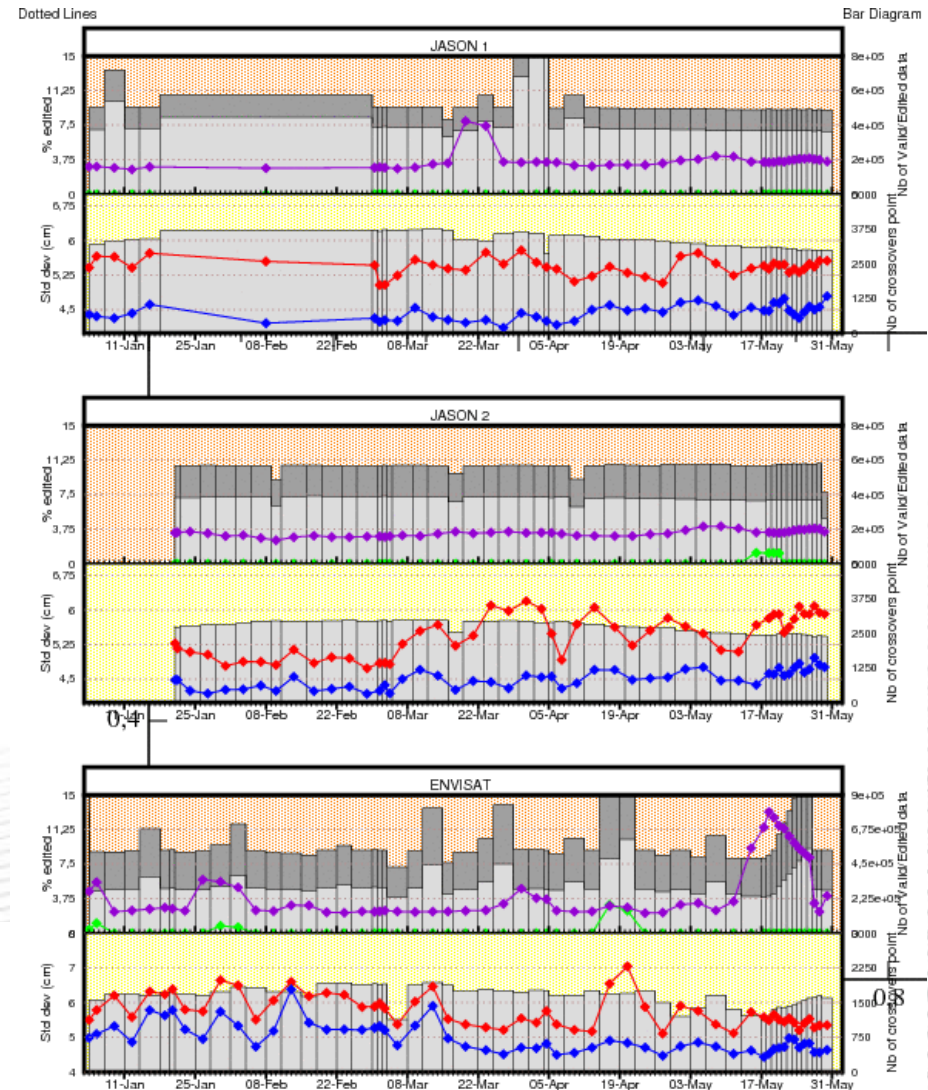 Dotted Lines Bar Diagram
JASON 1
15 8e+05
11,25 6e+05
7,5 4e+05
3,75 2e+05
0
% edited
Nb of Valid/Edited data
6,75
6 3750
5,25 2500
4,5 1250
0
Std dev (cm)
Nb of crossovers point
11-Jan 25-Jan 08-Feb 22-Feb 08-Mar 22-Mar 05-Apr 19-Apr 03-May 17-May 31-May
JASON 2
15 8e+05
11,25 6e+05
7,5 4e+05
3,75 2e+05
0
% edited
Nb of Valid/Edited data
6,75
6 3750
5,25 2500
4,5 1250
0
Std dev (cm)
Nb of crossovers point
25-Jan 08-Feb 22-Feb 08-Mar 22-Mar 05-Apr 19-Apr 03-May 17-May 31-May
0,4
ENVISAT
15 9e+05
11,25 6,75e+05
7,5 4,5e+05
3,75 2,25e+05
% edited
Nb of Valid/Edited data
3000
7 2250
6 1500
5 750
4 0
Std dev (cm)
Nb of crossovers point
0,8
11-Jan 25-Jan 08-Feb 22-Feb 08-Mar 22-Mar 05-Apr 19-Apr 03-May 17-May 31-May